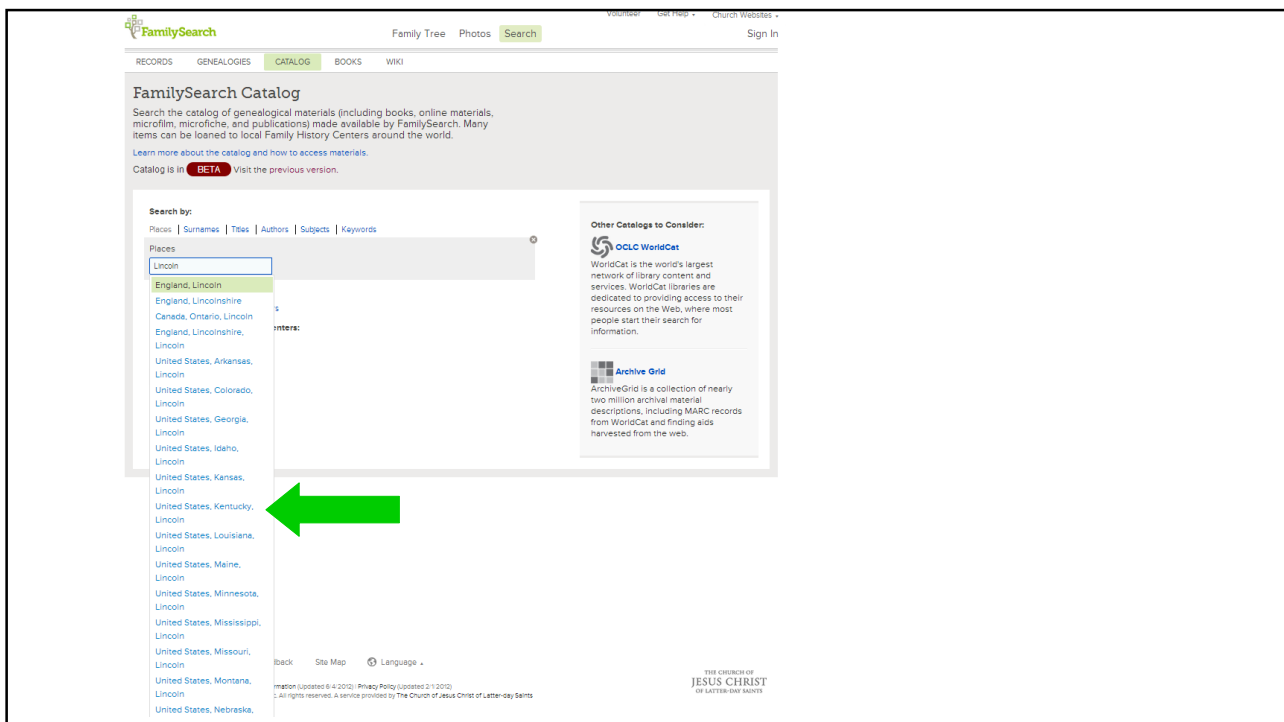 Volunteer Get Help Church Websites
FamilySearch
Family Tree Photos Search Sign In
RECORDS GENEALOGIES CATALOG BOOKS WIKI
FamilySearch Catalog
Search the catalog of genealogical materials (including books, online materials,
microfilm, microfiche, and publications) made available by FamilySearch. Many
items can be loaned to local Family History Centers around the world.
Learn more about the catalog and how to access materials.
Catalog is in BETA Visit the previous version.
Search by:
Places | Surnames | Titles | Authors | Subjects | Keywords
Places
Lincoln
England, Lincoln
England, Lincolnshire
Canada, Ontario, Lincoln
England, Lincolnshire,
Lincoln
United States, Arkansas,
Lincoln
United States, Colorado,
Lincoln
United States, Georgia,
Lincoln
United States, Idaho,
Lincoln
United States, Kansas,
Lincoln
United States, Kentucky,
Lincoln
United States, Louisiana,
Lincoln
United States, Maine,
Lincoln
United States, Minnesota,
Lincoln
United States, Mississippi,
Lincoln
United States, Missouri,
Lincoln
United States, Montana,
Lincoln
United States, Nebraska,
enters:
Other Catalogs to Consider:
OCLC WorldCat
WorldCat is the world's largest
network of library content and
services. WorldCat libraries are
dedicated to providing access to their
resources on the Web, where most
people start their search for
information.
Archive Grid
ArchiveGrid is a collection of nearly
two million archival material
descriptions, including MARC records
from WorldCat and finding aids
harvested from the web.
lback Site Map Language
rmation (Updated 6/4/2012) | Privacy Policy (Updated 2/1/2012)
c. All rights reserved. A service provided by The Church of Jesus Christ of Latter-day Saints
THE CHURCH OF
JESUS CHRIST
OF LATTER-DAY SAINTS